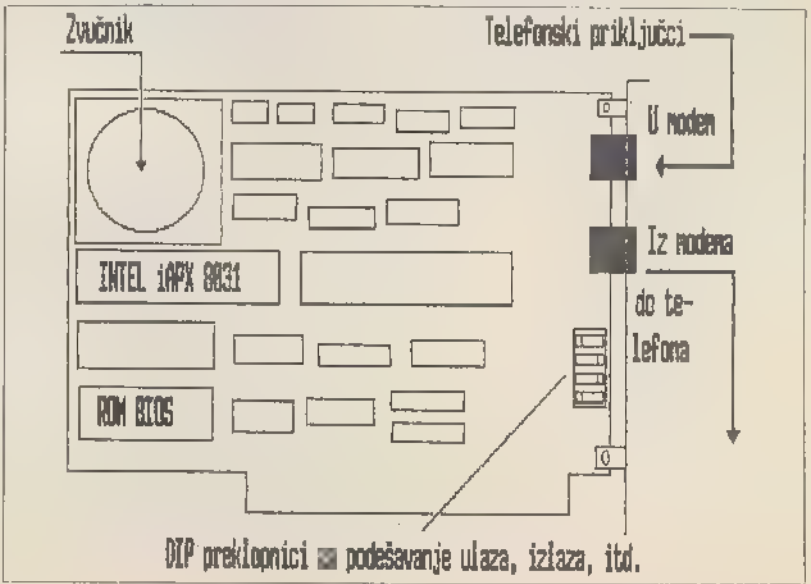 Zvučnik
Telefonski priključci
U modem
Iz modema
do te-
lefona
INTEL iAPX 8031
ROM BIOS
DIP preklopnici podešavanje ulaza, izlaza, itd.